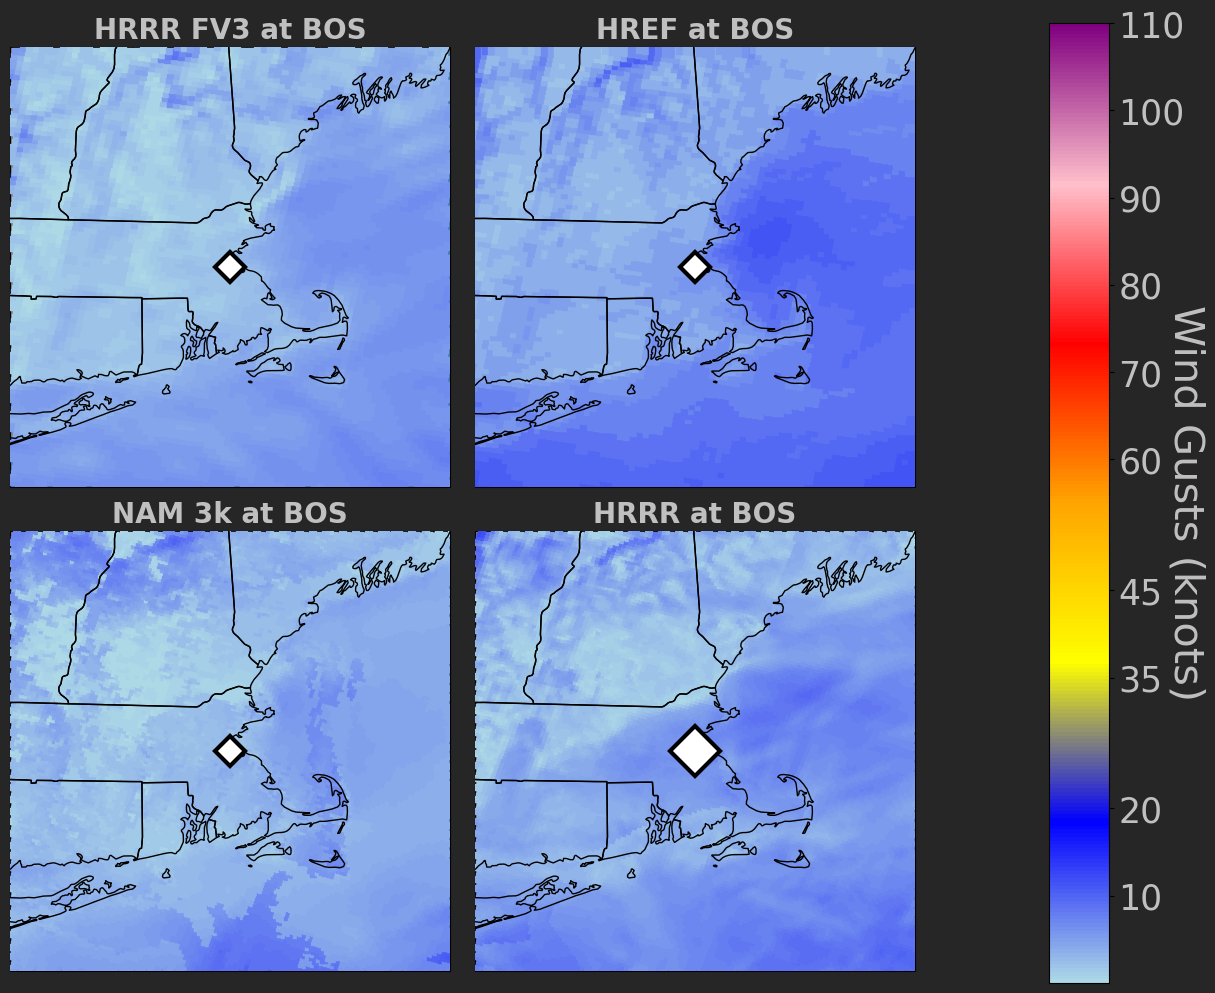 HRRR FV3 at BOS
HREF at BOS
NAM 3k at BOS
HRRR at BOS
110
100
90
80
70
60
45
35
20
10
Wind Gusts (knots)